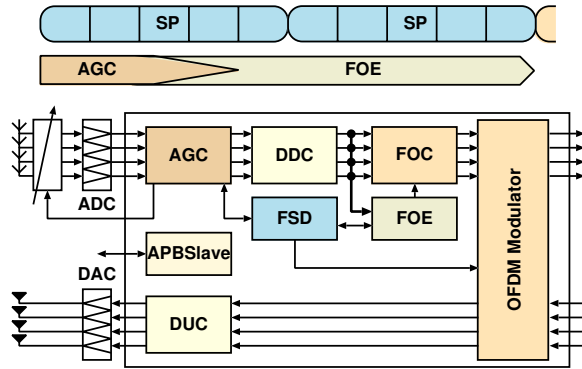 SP SP
AGC FOE
AGC DDC FOC
ADC
FSD FOE
OFDM Modulator
APBSlave
DAC
DUC